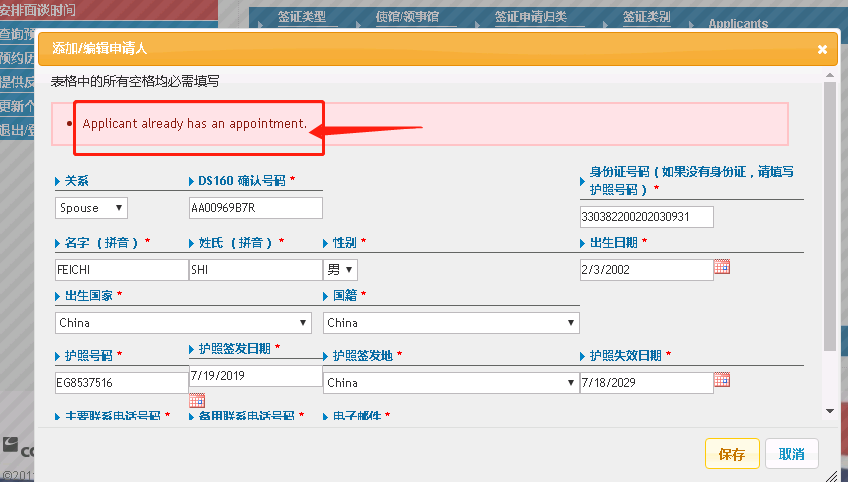 安排面谈时间
签证类型
使馆/领事馆
签证申请归类
签证类别
Applicants
查询预
添加/编辑申请人
预约历
表格中的所有空格均必需填写
提供反
更新个
Applicant already has an appointment.
退出/登
关系
DS160 确认号码 *
身份证号码（如果没有身份证，请填写
护照号码） *
Spouse
AA00969B7R
330382200202030931
名字 （拼音） *
姓氏 （拼音） *
性别 *
出生日期 *
FEICHI
SHI
男
2/3/2002
出生国家 *
国籍 *
China
China
护照号码 *
护照签发日期 *
护照签发地 *
护照失效日期 *
EG8537516
7/19/2019
China
7/18/2029
主要联系电话号码 *
备用联系电话号码 *
电子邮件 *
保存
取消